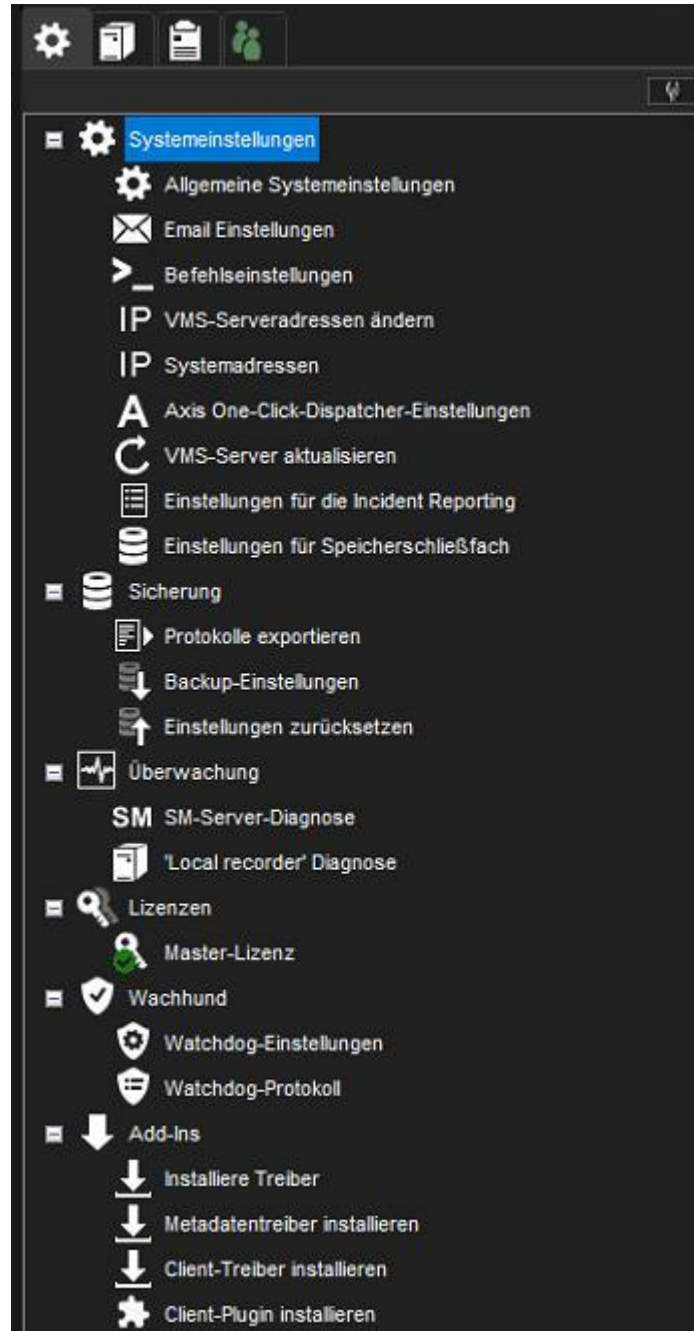 Systemeinstellungen
Allgemeine Systemeinstellungen
Email Einstellungen
>_ Befehlseinstellungen
IP VMS-Serveradressen ändern
IP Systemadressen
A Axis One-Click-Dispatcher-Einstellungen
VMS-Server aktualisieren
Einstellungen für die Incident Reporting
Einstellungen für Speicherschließfach
Sicherung
Protokolle exportieren
Backup-Einstellungen
Einstellungen zurücksetzen
Überwachung
SM SM-Server-Diagnose
'Local recorder' Diagnose
Lizenzen
Master-Lizenz
Wachhund
Watchdog-Einstellungen
Watchdog-Protokoll
Add-Ins
Installiere Treiber
Metadatentreiber installieren
Client-Treiber installieren
Client-Plugin installieren